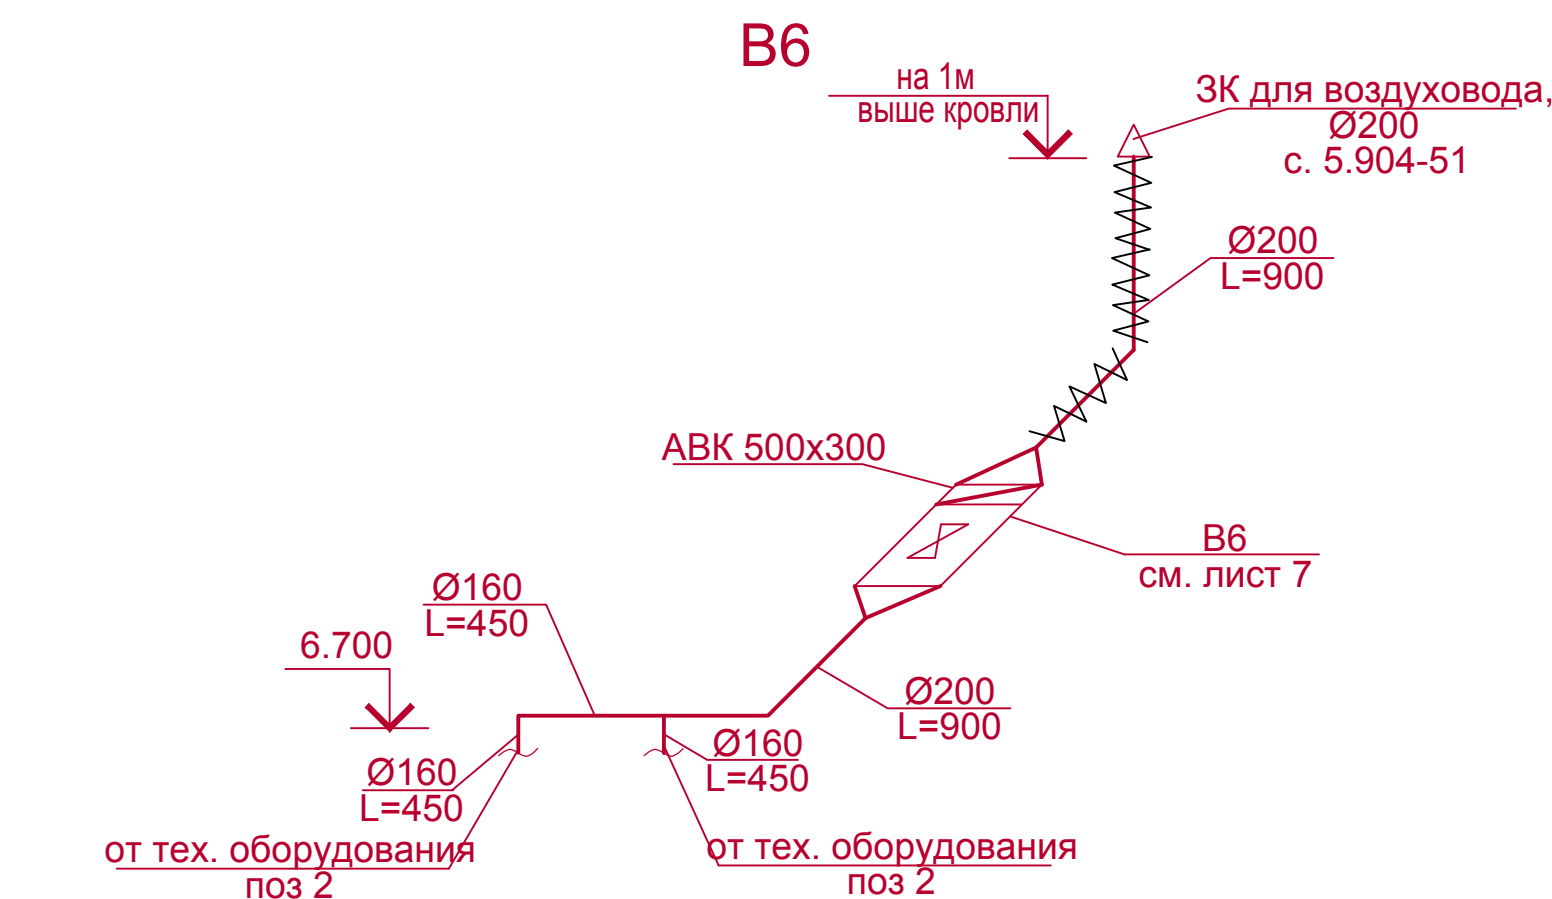 В6
на 1м
выше кровли
ЗК для воздуховода,
Ø200
с. 5.904-51
Ø200
L=900
АВК 500х300
В6
см. лист 7
Ø160
L=450
6.700
Ø200
L=900
Ø160
L=450
Ø160
L=450
от тех. оборудования
поз 2
от тех. оборудования
поз 2